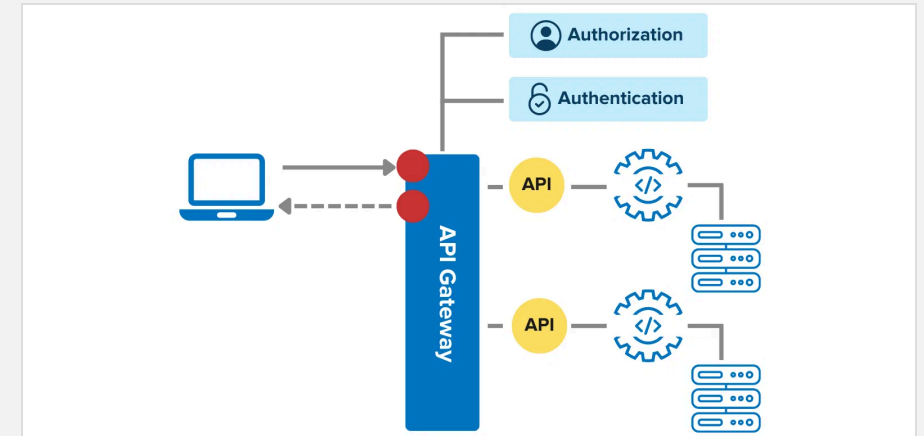 Authorization
Authentication
API
</>
API Gateway
API
</>